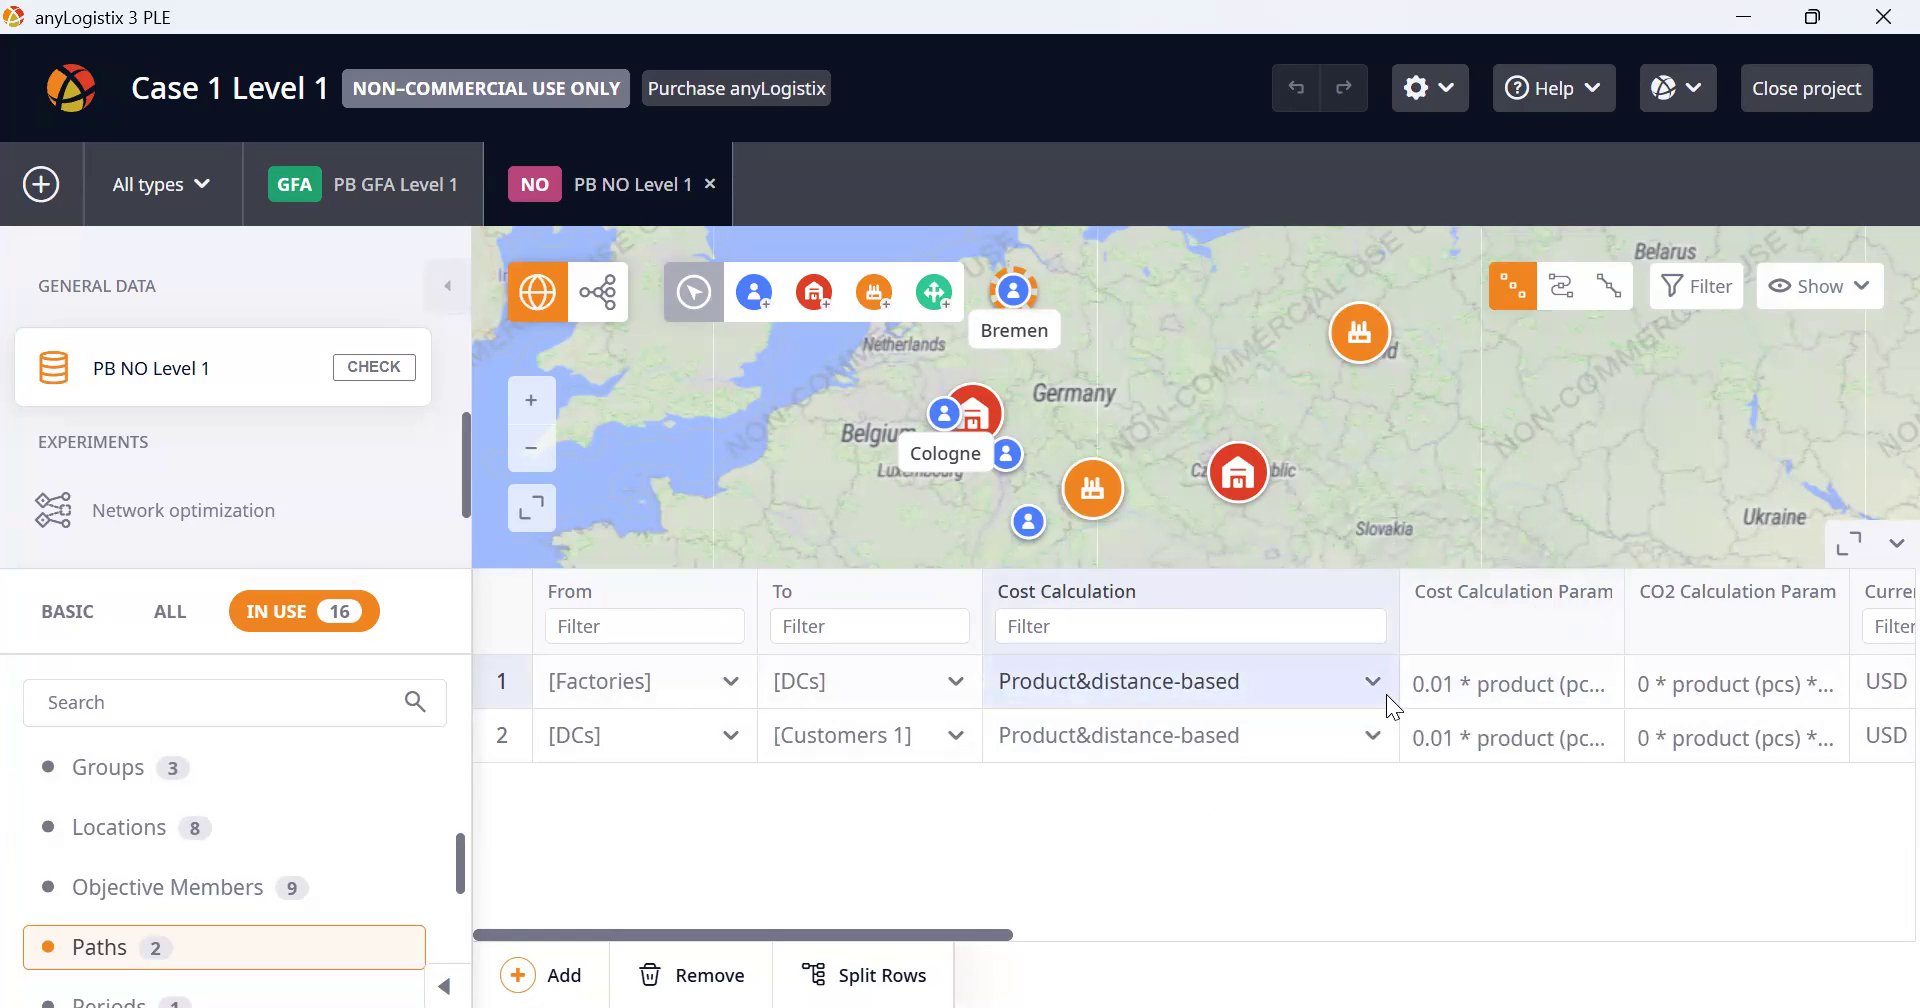 anyLogistix 3 PLE
Case 1 Level 1
NON-COMMERCIAL USE ONLY
Purchase anyLogistix
Help
Close project
All types
GFA PB GFA Level 1
NO PB NO Level 1
GENERAL DATA
PB NO Level 1
CHECK
EXPERIMENTS
Network optimization
Bremen
Netherlands
Germany
Belgium
Cologne
Slovakia
Ukraine
Belarus
Filter
Show
NON-COMMERCIAL USE
BASIC
ALL
IN USE 16
Search
Groups 3
Locations 8
Objective Members 9
Paths 2
Periods 1
From To Cost Calculation Cost Calculation Param CO2 Calculation Param Curre
Filter Filter Filter Filter
1 [Factories] [DCs] Product&distance-based 0.01 * product (pc... 0 * product (pcs) *... USD
2 [DCs] [Customers 1] Product&distance-based 0.01 * product (pc... 0 * product (pcs) *... USD
Add
Remove
Split Rows